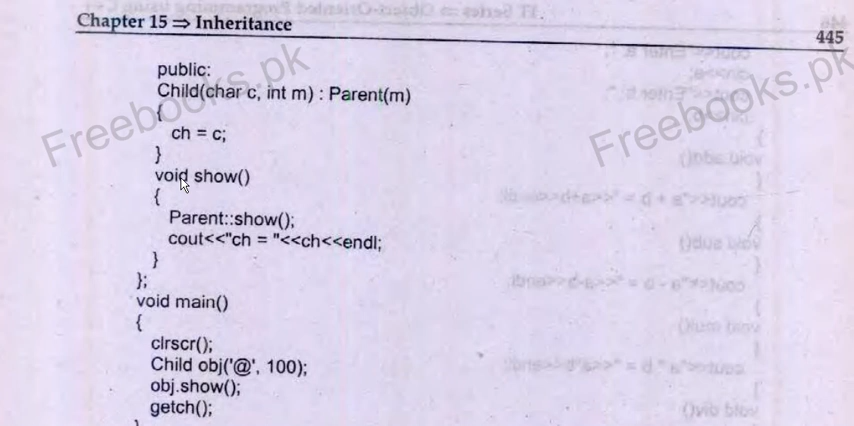 Chapter 15 ⇒ Inheritance
445
public:
Child(char c, int m) : Parent(m)
{
ch = c;
}
void show()
{
Parent::show();
cout<<"ch = "<<ch<<endl;
}
};
void main()
{
clrscr();
Child obj('@', 100);
obj.show();
getch();
Freebooks.pk
Freebooks.pk